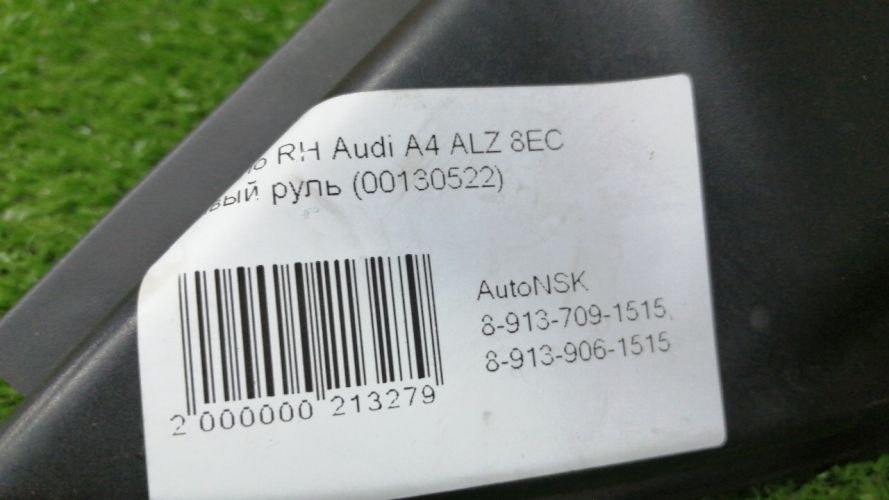 RH Audi A4 ALZ 8EC
руль (00130522)
AutoNSK
8-913-709-1515,
8-913-906-1515
2 000000 213279